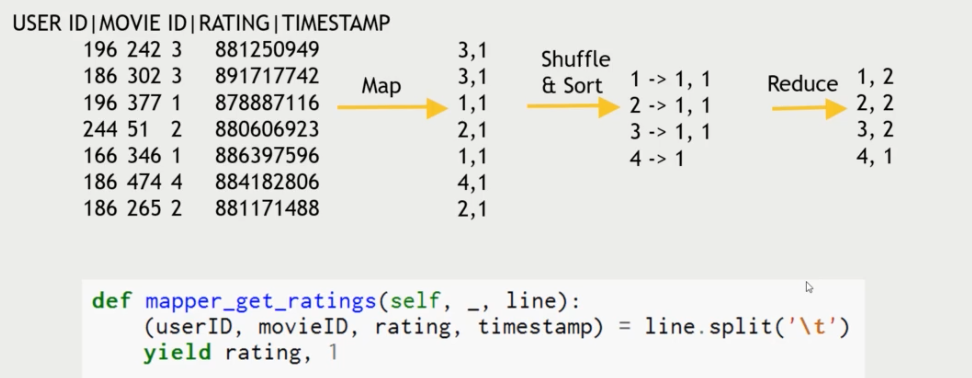 USER ID|MOVIE ID|RATING|TIMESTAMP
196 242 3 881250949
186 302 3 891717742
196 377 1 878887116
244 51 2 880606923
166 346 1 886397596
186 474 4 884182806
186 265 2 881171488
Map
3,1
3,1
1,1
2,1
1,1
4,1
2,1
Shuffle
& Sort
1 -> 1, 1
2 -> 1, 1
3 -> 1, 1
4 -> 1
Reduce
1, 2
2, 2
3, 2
4, 1
def mapper_get_ratings(self, _, line):
    (userID, movieID, rating, timestamp) = line.split('\t')
    yield rating, 1